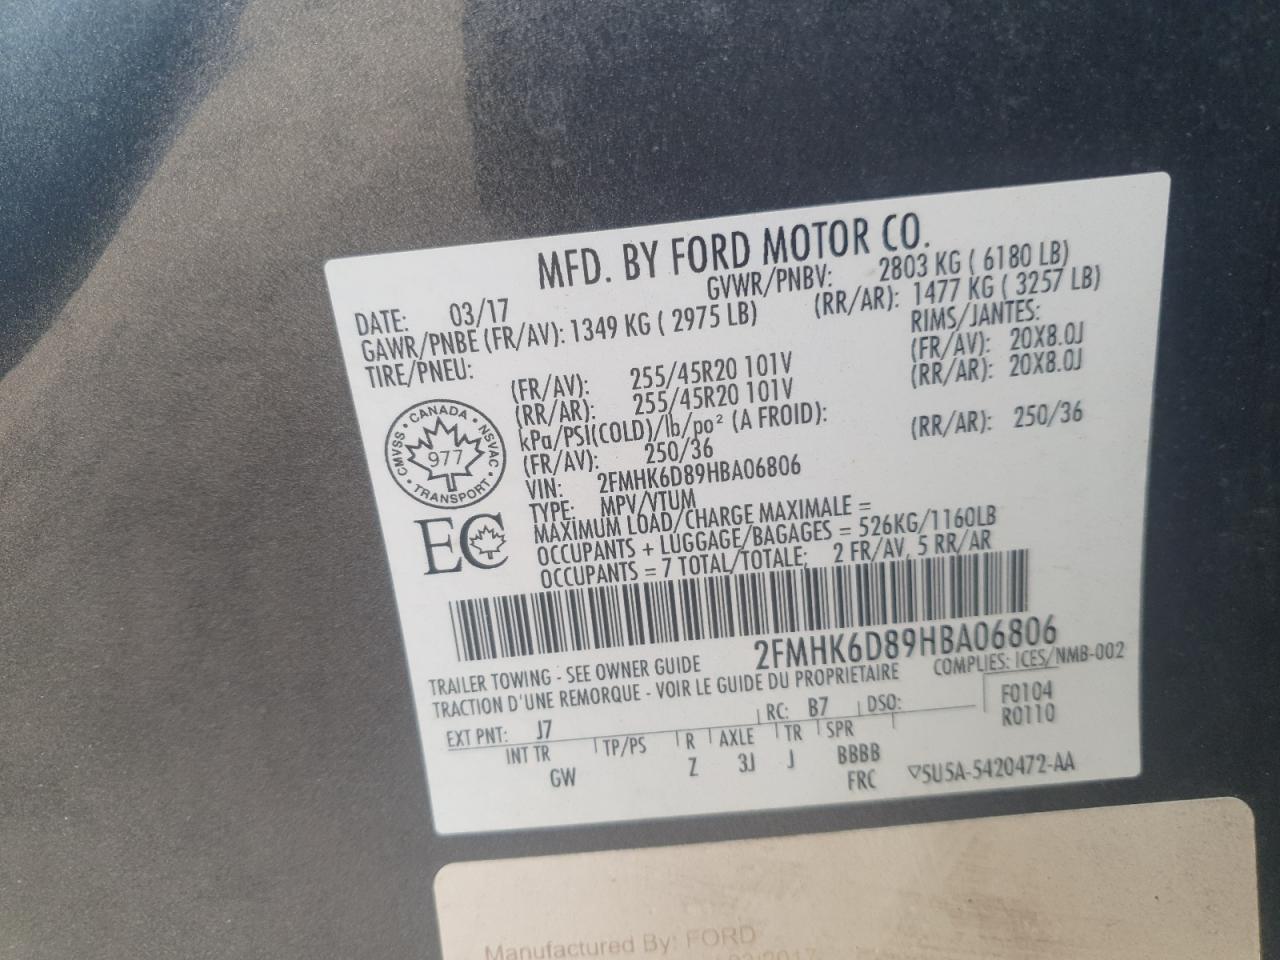 MFD. BY FORD MOTOR CO.
DATE: 03/17 GVWR/PNBV: 2803 KG ( 6180 LB)
GAWR/PNBE (FR/AV): 1349 KG ( 2975 LB) (RR/AR): 1477 KG ( 3257 LB)
TIRE/PNEU: RIMS/JANTES:
(FR/AV): 255/45R20 101V (FR/AV): 20X8.0J
(RR/AR): 255/45R20 101V (RR/AR): 20X8.0J
kPa/PSI(COLD)/lb/po² (A FROID):
(FR/AV): 250/36 (RR/AR): 250/36
CANADA
CMVSS NSVAC
977
TRANSPORT
VIN: 2FMHK6D89HBA06806
TYPE: MPV/VTUM
EC
MAXIMUM LOAD/CHARGE MAXIMALE =
OCCUPANTS + LUGGAGE/BAGAGES = 526KG/1160LB
OCCUPANTS = 7 TOTAL/TOTALE; 2 FR/AV, 5 RR/AR
2FMHK6D89HBA06806
TRAILER TOWING - SEE OWNER GUIDE COMPLIES: ICES/NMB-002
TRACTION D'UNE REMORQUE - VOIR LE GUIDE DU PROPRIETAIRE
F0104
R0110
EXT PNT: J7 RC: B7 DSO:
INT TR TP/PS R AXLE TR SPR
GW Z 3J J BBBB
FRC ▽5U5A-5420472-AA
Manufactured By: FORD